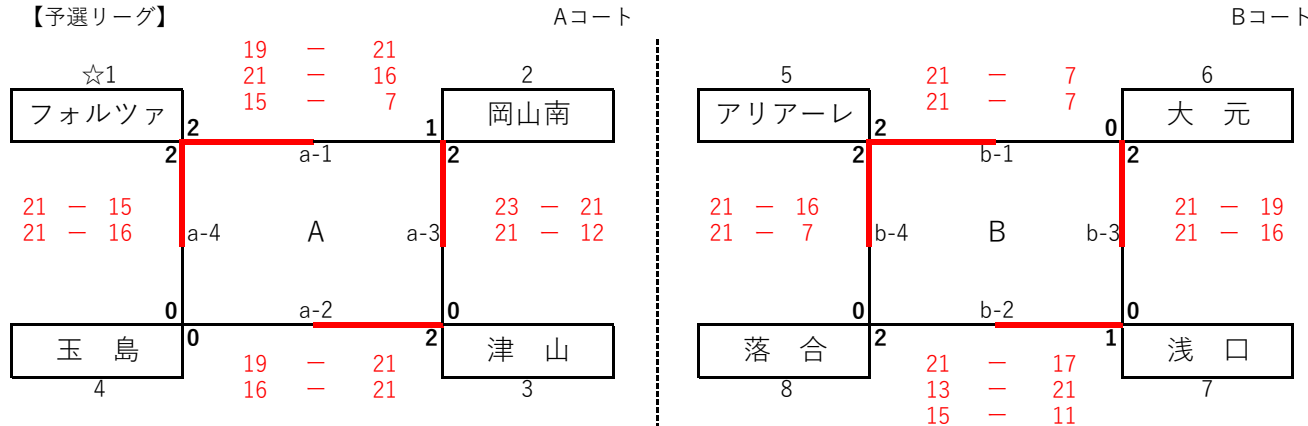 【予選リーグ】 Aコート Bコート
19 ー 21
☆1 21 ー 16 2 5 21 ー 7 6
フォルツァ 15 ー 7 岡山南 アリアーレ 21 ー 7 大 元
2 1 2 0
2 a-1 2 2 b-1 2
21 ー 15 23 ー 21 21 ー 16 21 ー 19
21 ー 16 a-4 A a-3 21 ー 12 21 ー 7 b-4 B b-3 21 ー 16
0 a-2 0 0 b-2 0
玉 島 0 2 津 山 落 合 2 1 浅 口
19 ー 21 21 ー 17
4 16 ー 21 3 8 13 ー 21 7
15 ー 11